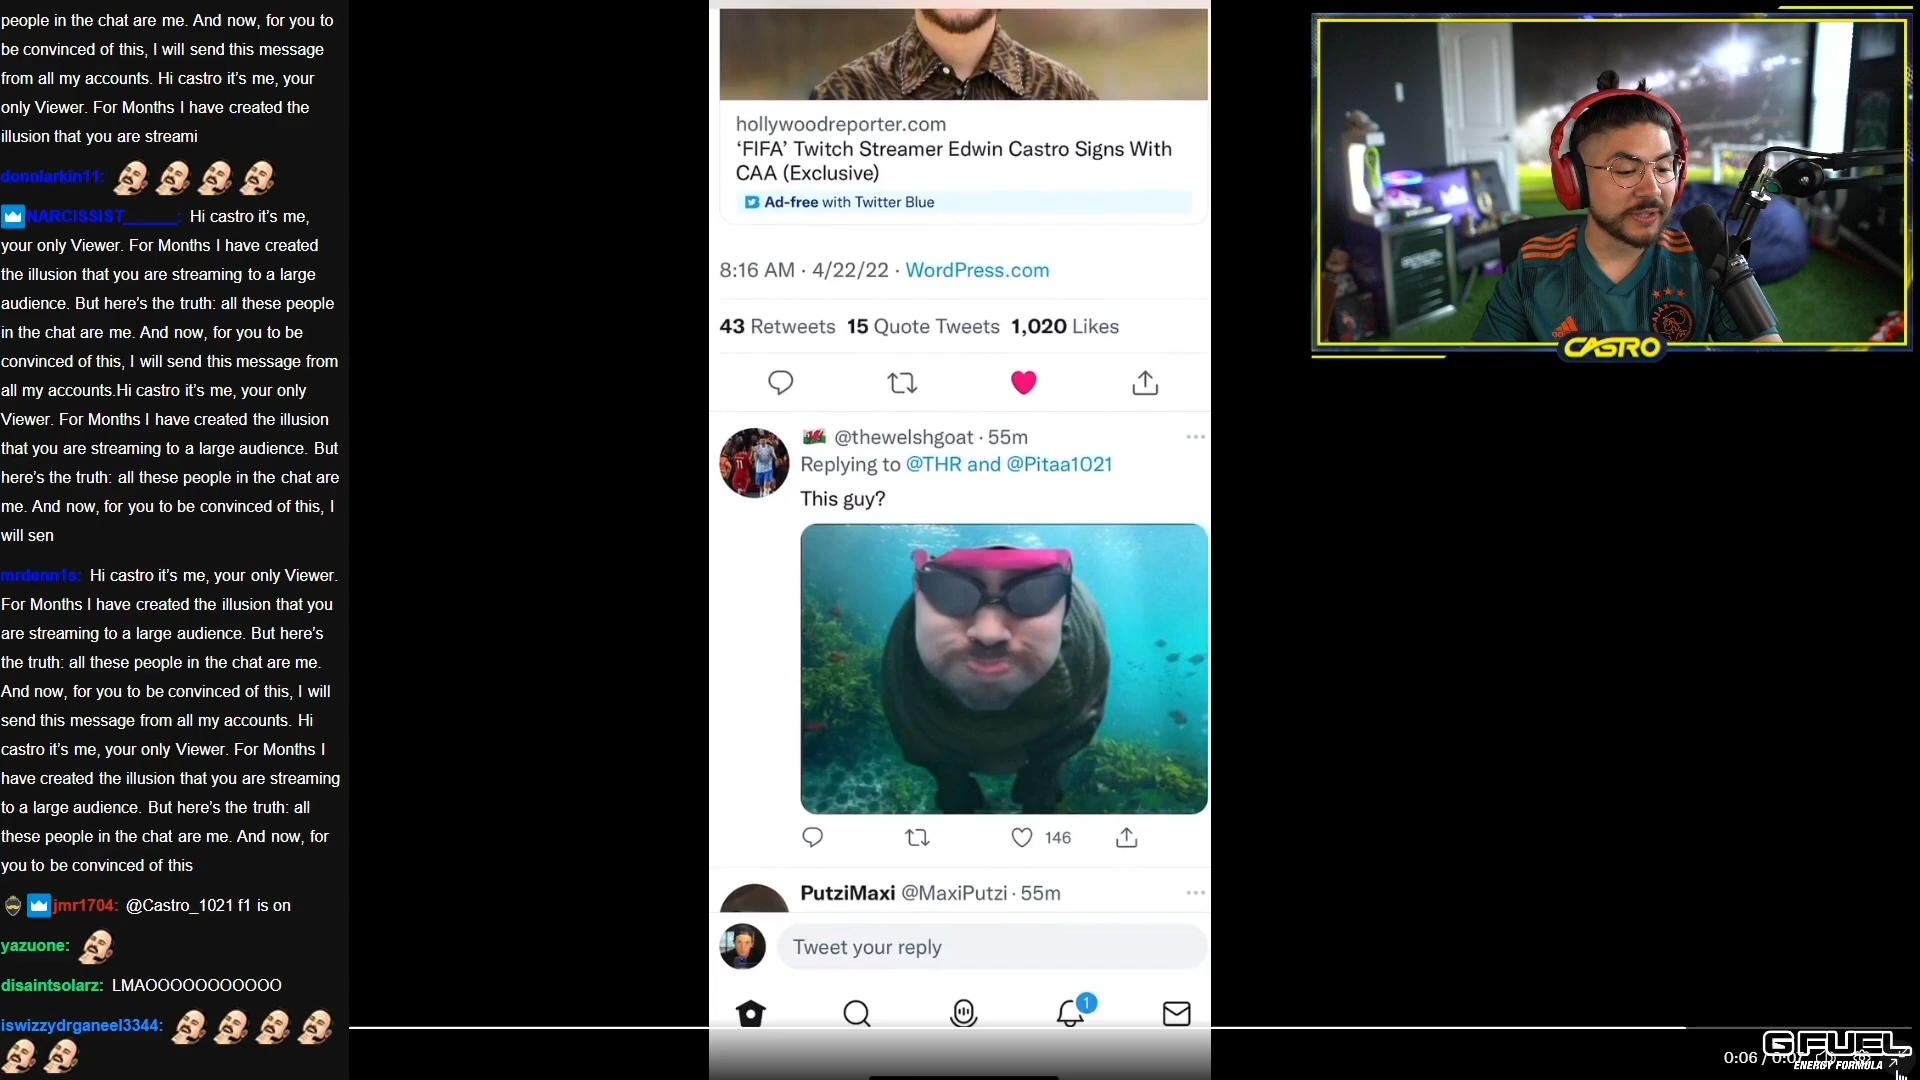 people in the chat are me. And now, for you to
be convinced of this, I will send this message
from all my accounts. Hi castro it’s me, your
only Viewer. For Months I have created the
illusion that you are streami
donnlarkin11:
NARCISSIST______: Hi castro it’s me,
your only Viewer. For Months I have created
the illusion that you are streaming to a large
audience. But here’s the truth: all these people
in the chat are me. And now, for you to be
convinced of this, I will send this message from
all my accounts.Hi castro it’s me, your only
Viewer. For Months I have created the illusion
that you are streaming to a large audience. But
here’s the truth: all these people in the chat are
me. And now, for you to be convinced of this, I
will sen
mrdenn1s: Hi castro it’s me, your only Viewer.
For Months I have created the illusion that you
are streaming to a large audience. But here’s
the truth: all these people in the chat are me.
And now, for you to be convinced of this, I will
send this message from all my accounts. Hi
castro it’s me, your only Viewer. For Months I
have created the illusion that you are streaming
to a large audience. But here’s the truth: all
these people in the chat are me. And now, for
you to be convinced of this
jmr1704: @Castro_1021 f1 is on
yazuone:
disaintsolarz: LMAOOOOOOOOOOO
iswizzydrganeel3344:
hollywoodreporter.com
‘FIFA’ Twitch Streamer Edwin Castro Signs With
CAA (Exclusive)
Ad-free with Twitter Blue
8:16 AM · 4/22/22 · WordPress.com
43 Retweets 15 Quote Tweets 1,020 Likes
@thewelshgoat · 55m
Replying to @THR and @Pitaa1021
This guy?
146
PutziMaxi @MaxiPutzi · 55m
Tweet your reply
1
CASTRO
AJAX
adidas
G FUEL
ENERGY FORMULA
0:06 / 0:07